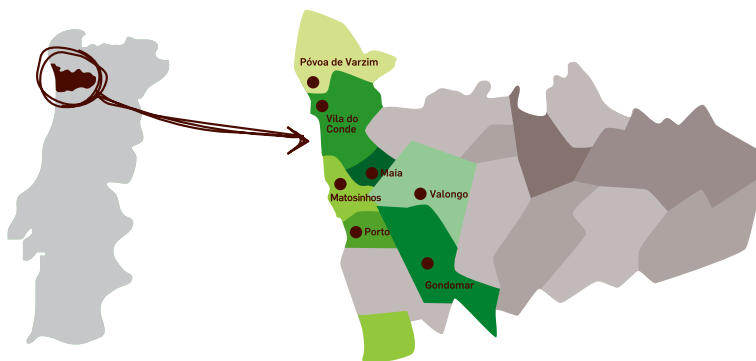 Póvoa de Varzim
Vila do
Conde
Maia
Matosinhos
Valongo
Porto
Gondomar